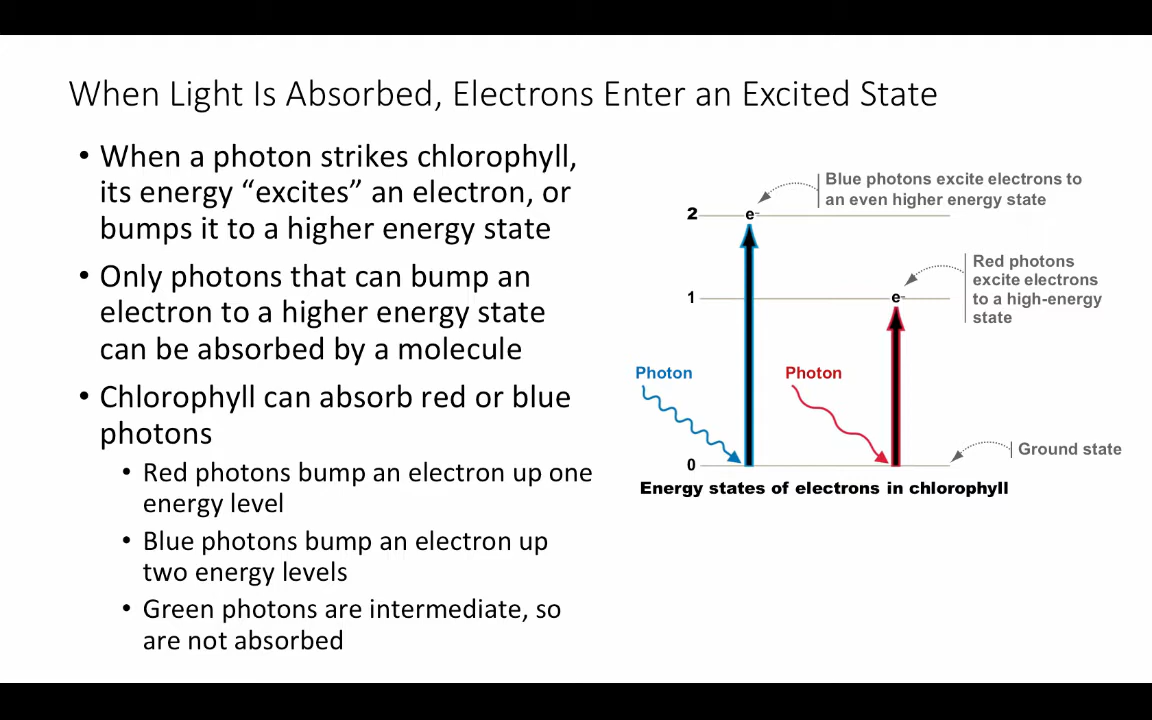 When Light Is Absorbed, Electrons Enter an Excited State
• When a photon strikes chlorophyll,
its energy “excites” an electron, or
bumps it to a higher energy state
• Only photons that can bump an
electron to a higher energy state
can be absorbed by a molecule
• Chlorophyll can absorb red or blue
photons
• Red photons bump an electron up one
energy level
• Blue photons bump an electron up
two energy levels
• Green photons are intermediate, so
are not absorbed
Blue photons excite electrons to
an even higher energy state
2
e⁻
Red photons
excite electrons
to a high-energy
state
1
e⁻
Photon
Photon
Ground state
0
Energy states of electrons in chlorophyll